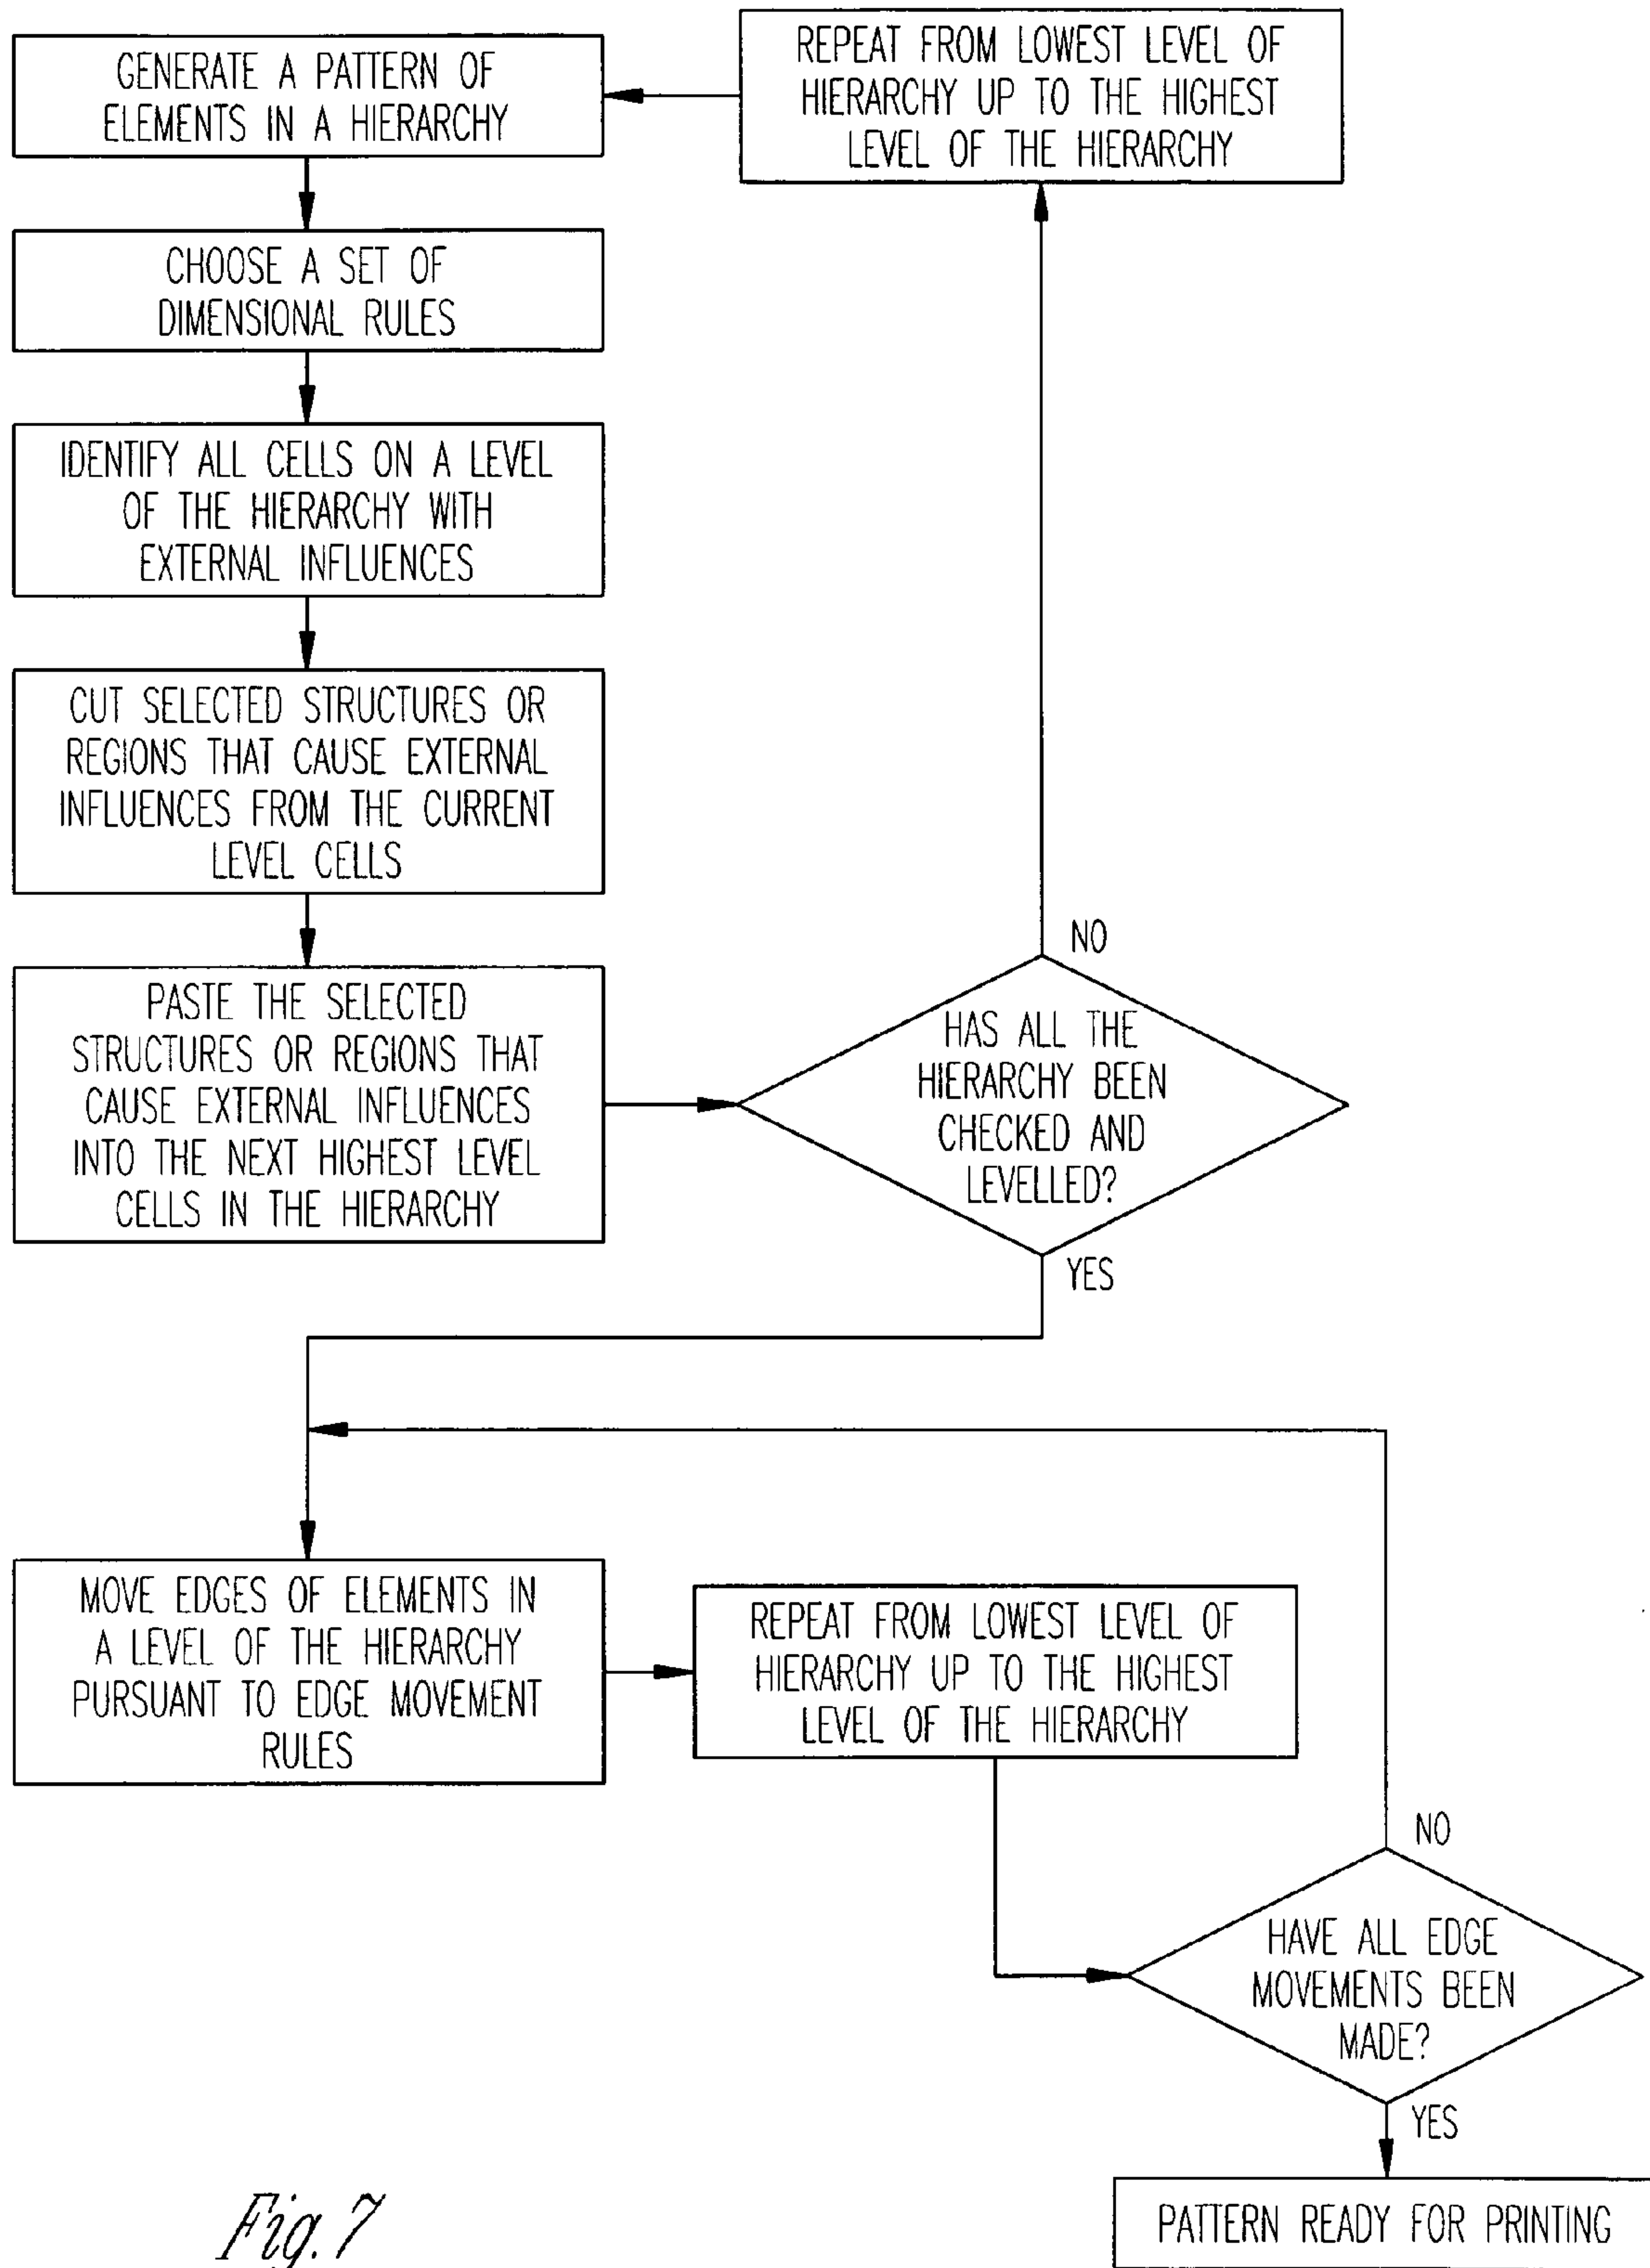 GENERATE A PATTERN OF
ELEMENTS IN A HIERARCHY
REPEAT FROM LOWEST LEVEL OF
HIERARCHY UP TO THE HIGHEST
LEVEL OF THE HIERARCHY
CHOOSE A SET OF
DIMENSIONAL RULES
IDENTIFY ALL CELLS ON A LEVEL
OF THE HIERARCHY WITH
EXTERNAL INFLUENCES
CUT SELECTED STRUCTURES OR
REGIONS THAT CAUSE EXTERNAL
INFLUENCES FROM THE CURRENT
LEVEL CELLS
PASTE THE SELECTED
STRUCTURES OR REGIONS THAT
CAUSE EXTERNAL INFLUENCES
INTO THE NEXT HIGHEST LEVEL
CELLS IN THE HIERARCHY
NO
HAS ALL THE
HIERARCHY BEEN
CHECKED AND
LEVELLED?
YES
MOVE EDGES OF ELEMENTS IN
A LEVEL OF THE HIERARCHY
PURSUANT TO EDGE MOVEMENT
RULES
REPEAT FROM LOWEST LEVEL OF
HIERARCHY UP TO THE HIGHEST
LEVEL OF THE HIERARCHY
NO
HAVE ALL EDGE
MOVEMENTS BEEN
MADE?
YES
PATTERN READY FOR PRINTING
Fig. 7